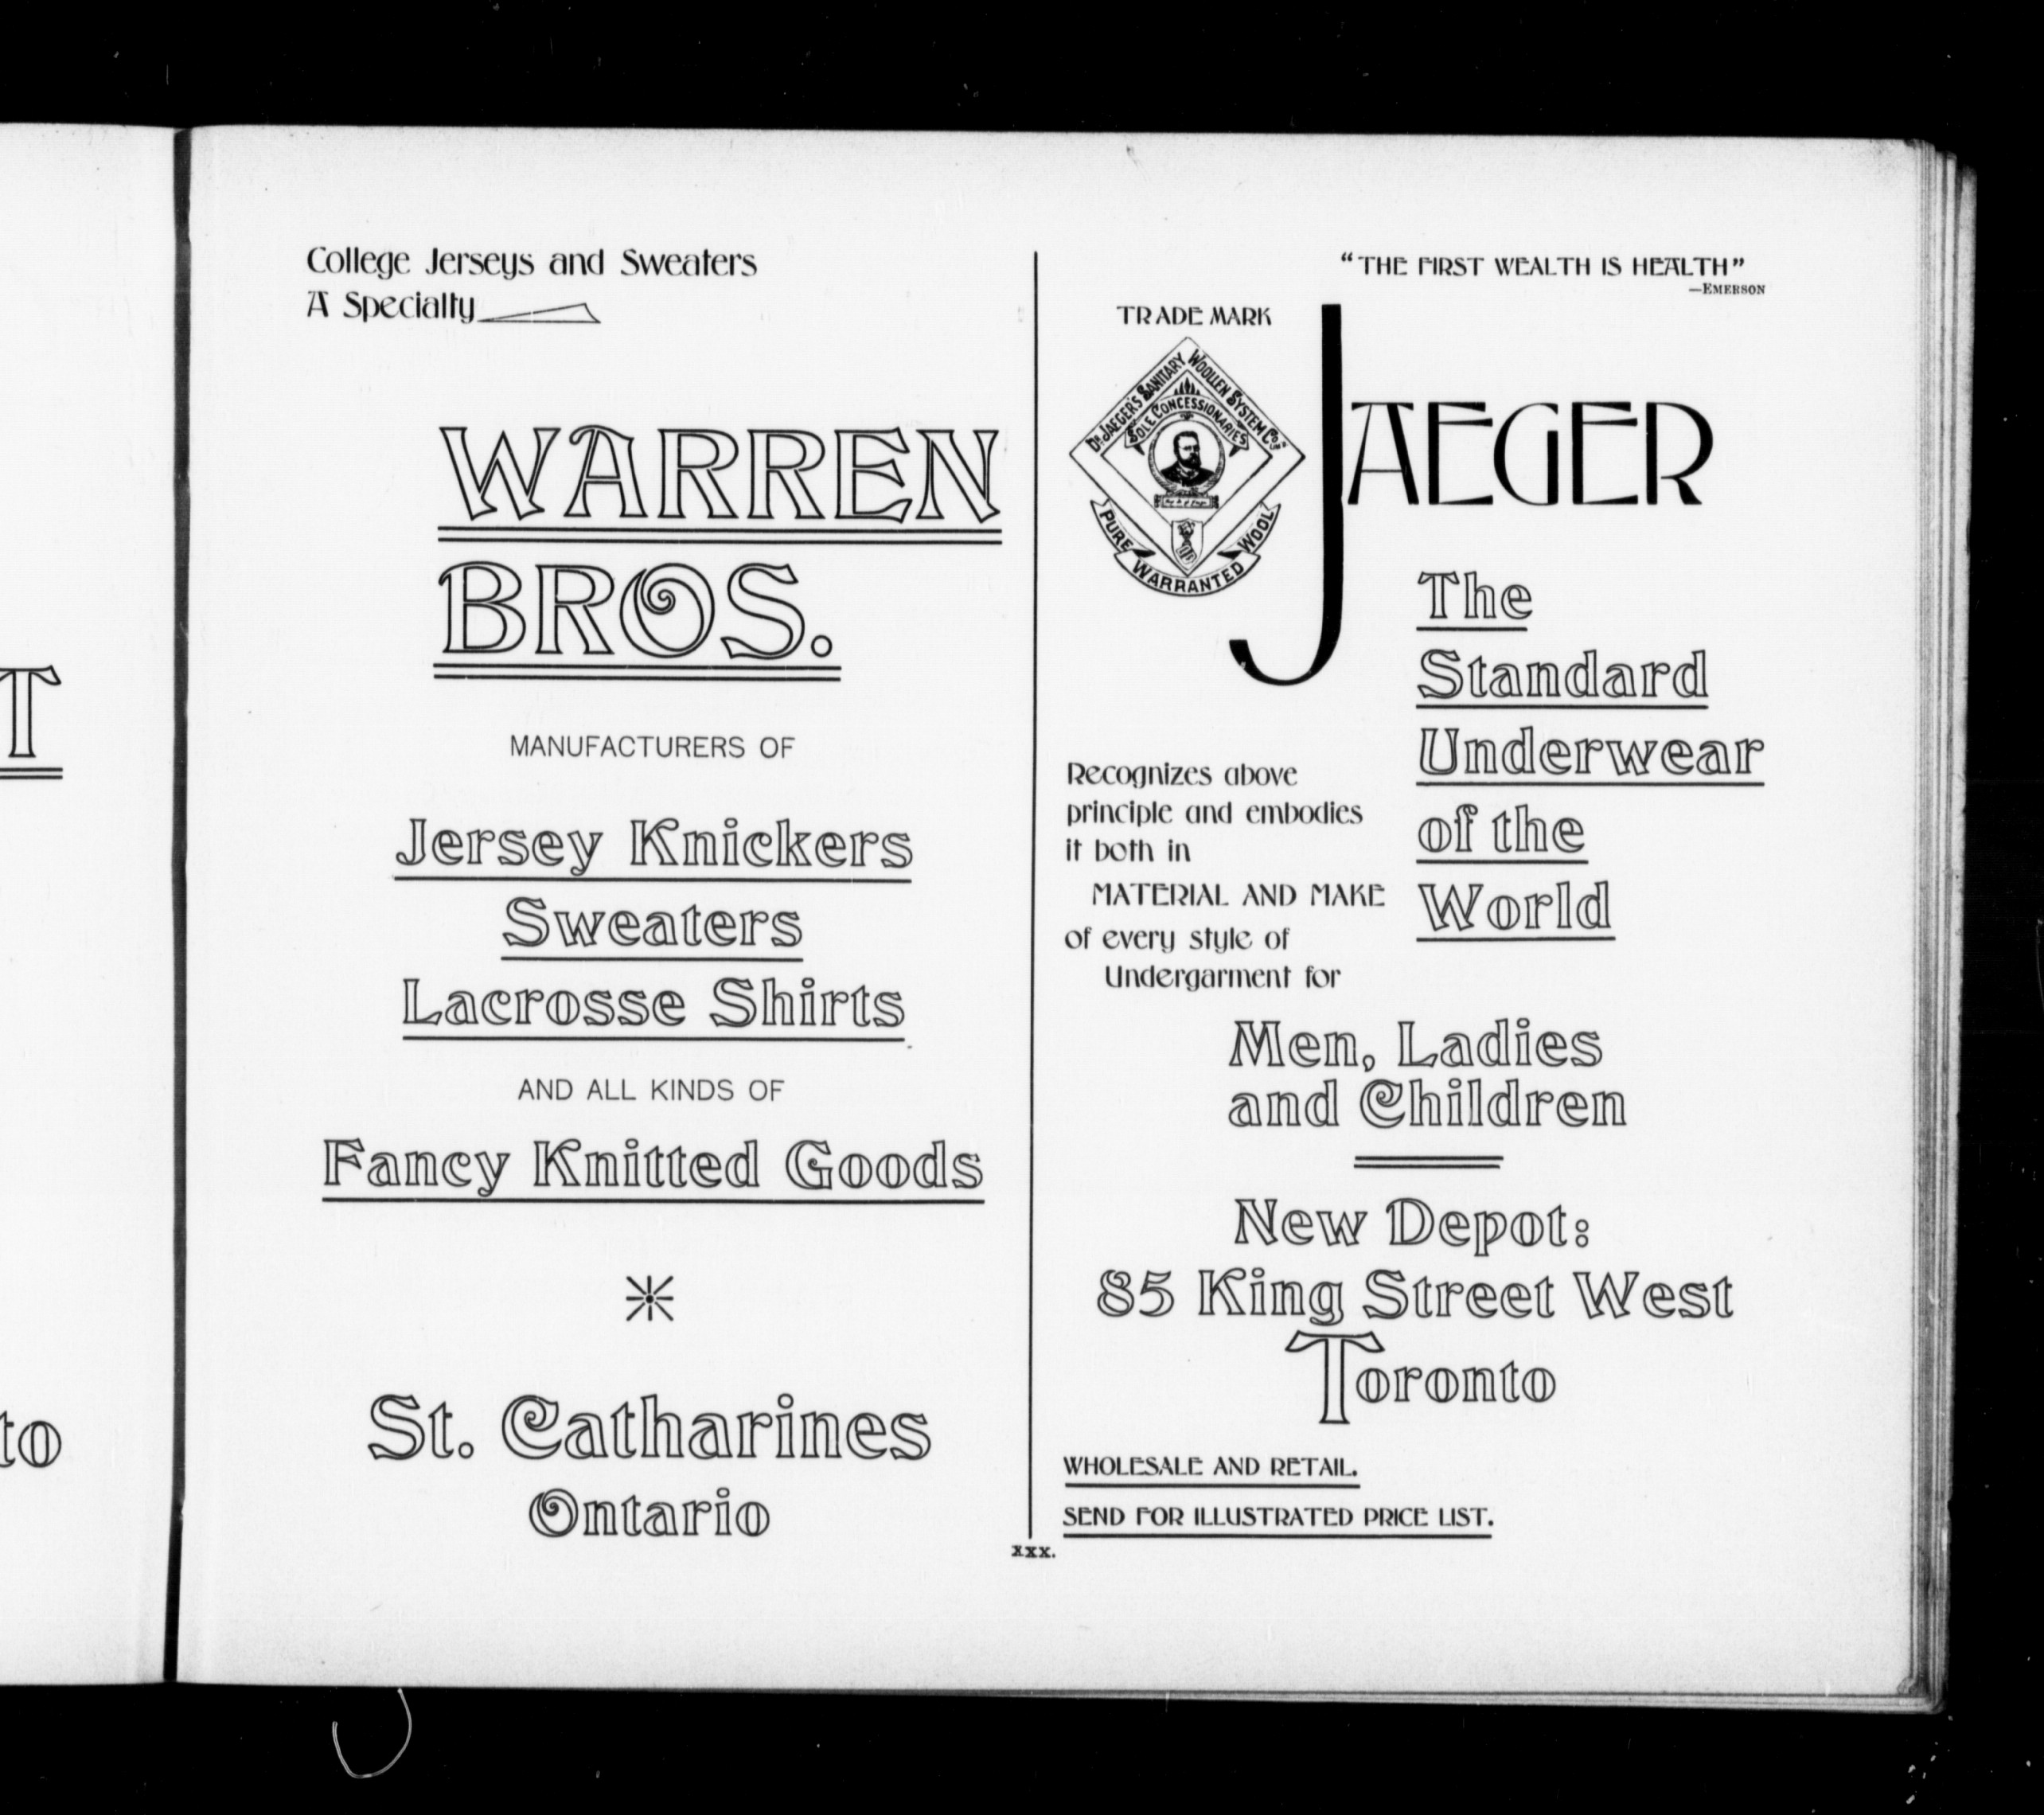 T
to
College Jerseys and Sweaters
A Specialty
WARREN
BROS.
MANUFACTURERS OF
Jersey Knickers
Sweaters
Lacrosse Shirts
AND ALL KINDS OF
Fancy Knitted Goods
St. Catharines
Ontario
"THE FIRST WEALTH IS HEALTH"
—EMERSON
TRADE MARK
DR JAEGER'S SANITARY WOOLLEN SYSTEM CO
SOLE CONCESSIONARIES
PURE WARRANTED WOOL
JAEGER
The
Standard
Underwear
of the
World
Recognizes above
principle and embodies
it both in
MATERIAL AND MAKE
of every style of
Undergarment for
Men, Ladies
and Children
New Depot:
85 King Street West
Toronto
WHOLESALE AND RETAIL.
SEND FOR ILLUSTRATED PRICE LIST.
xxx.